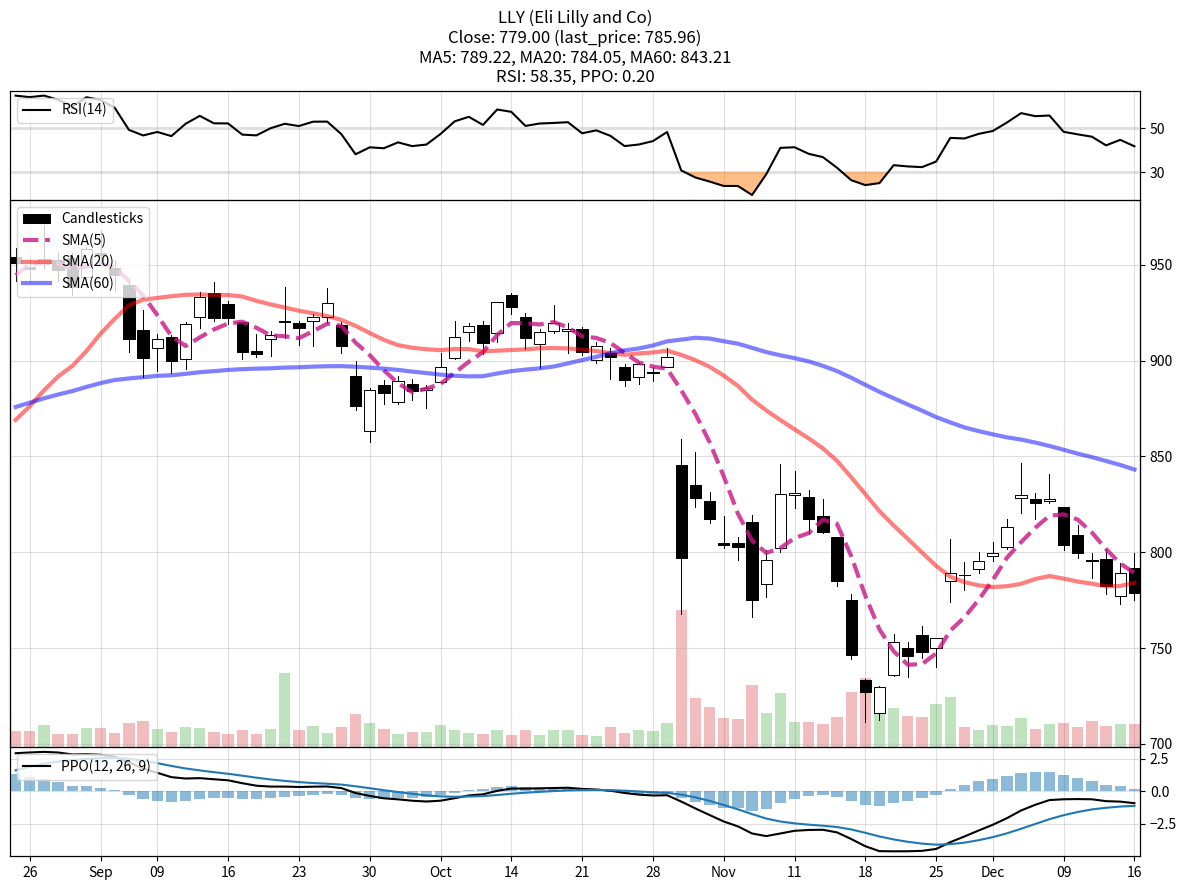 LLY (Eli Lilly and Co)
Close: 779.00 (last_price: 785.96)
MA5: 789.22, MA20: 784.05, MA60: 843.21
RSI: 58.35, PPO: 0.20
RSI(14)
50
30
Candlesticks
SMA(5)
SMA(20)
SMA(60)
950
900
850
800
750
700
PPO(12, 26, 9)
2.5
0.0
−2.5
26 Sep 09 16 23 30 Oct 14 21 28 Nov 11 18 25 Dec 09 16